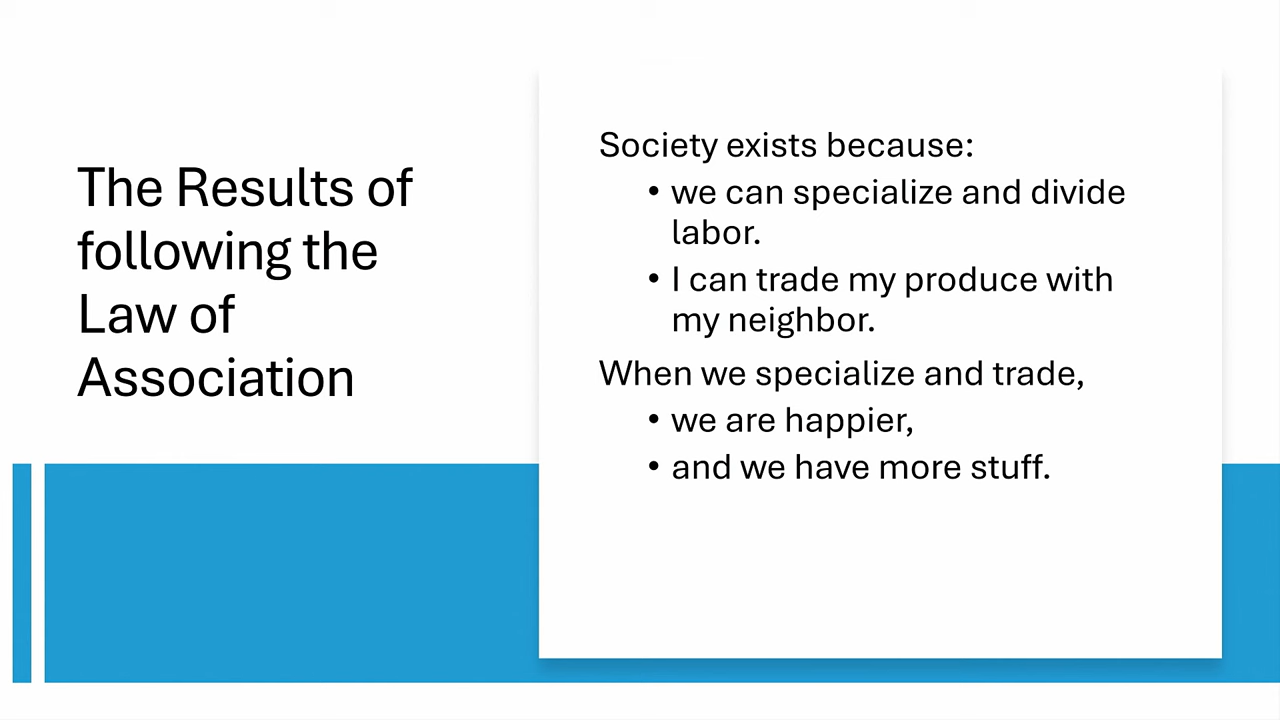 The Results of
following the
Law of
Association
Society exists because:
• we can specialize and divide
labor.
• I can trade my produce with
my neighbor.
When we specialize and trade,
• we are happier,
• and we have more stuff.